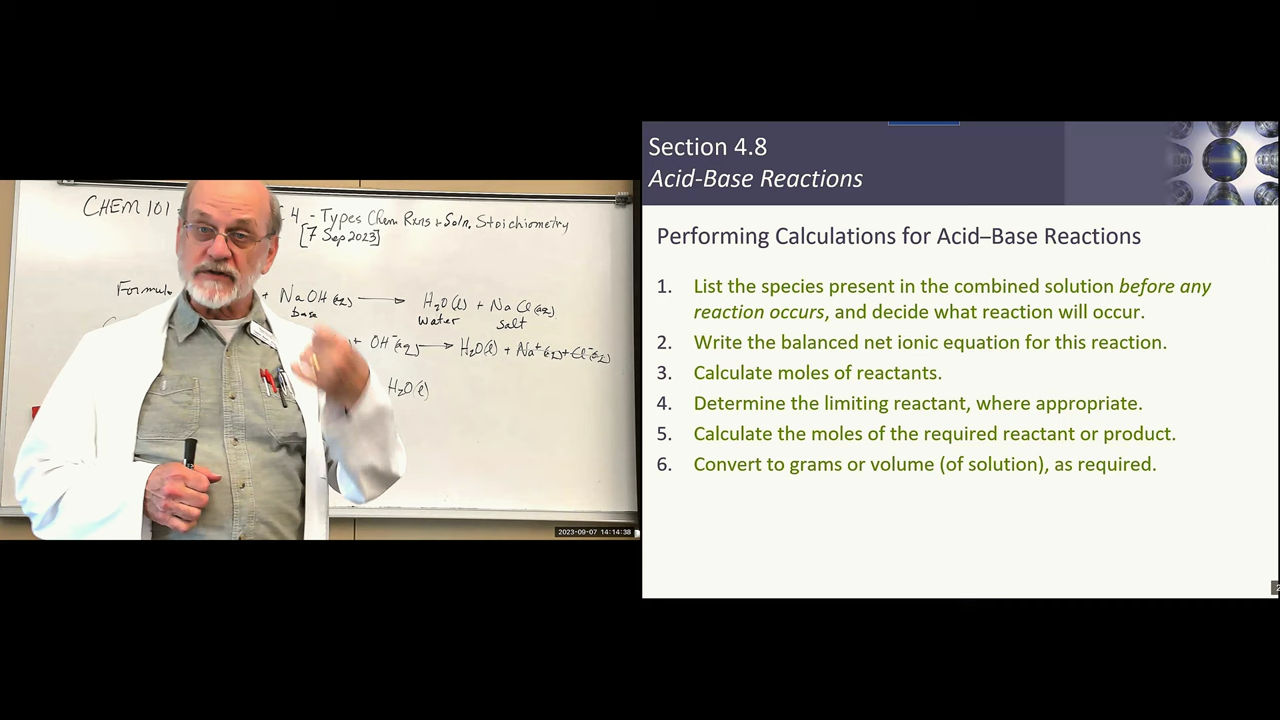 CHEM 101
4 - Types Chem Rxns + Soln. Stoichiometry
[7 Sep 2023]
Formula + NaOH (aq) ⟶ H₂O(l) + NaCl(aq)
base water salt
+ OH⁻(aq) ⟶ H₂O(l) + Na⁺(aq) + Cl⁻(aq)
H₂O(l)
2023-09-07 14:14:38
Section 4.8
Acid-Base Reactions
Performing Calculations for Acid–Base Reactions
1. List the species present in the combined solution before any
reaction occurs, and decide what reaction will occur.
2. Write the balanced net ionic equation for this reaction.
3. Calculate moles of reactants.
4. Determine the limiting reactant, where appropriate.
5. Calculate the moles of the required reactant or product.
6. Convert to grams or volume (of solution), as required.